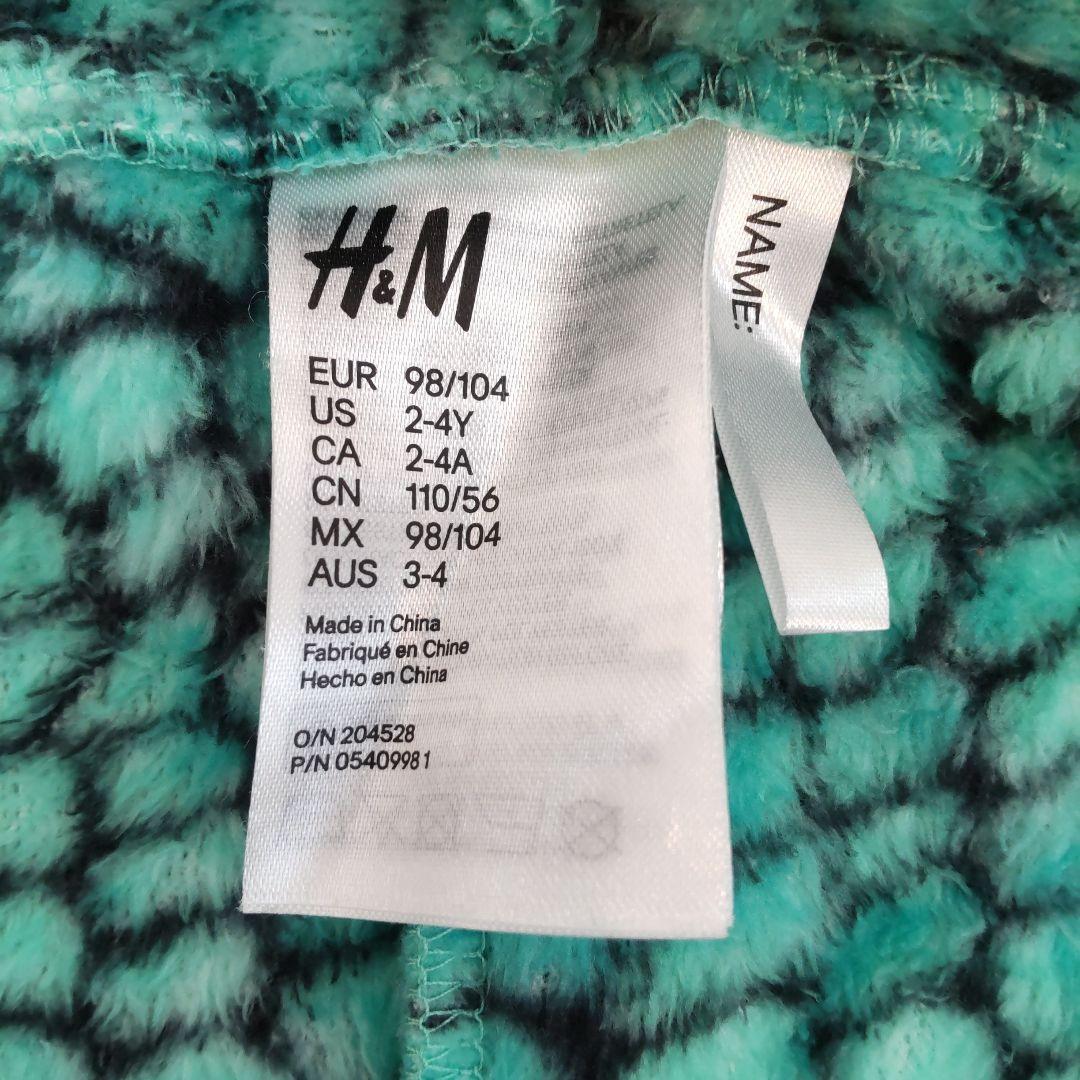 H&M
NAME:
EUR 98/104
US 2-4Y
CA 2-4A
CN 110/56
MX 98/104
AUS 3-4
Made in China
Fabriqué en Chine
Hecho en China
O/N 204528
P/N 05409981